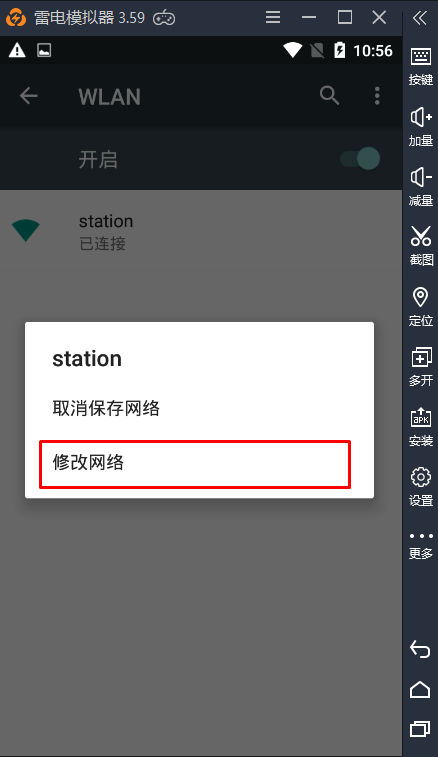 雷电模拟器 3.59
10:56
WLAN
开启
station
已连接
station
取消保存网络
修改网络
按键
加量
减量
截图
定位
多开
APK
安装
设置
更多